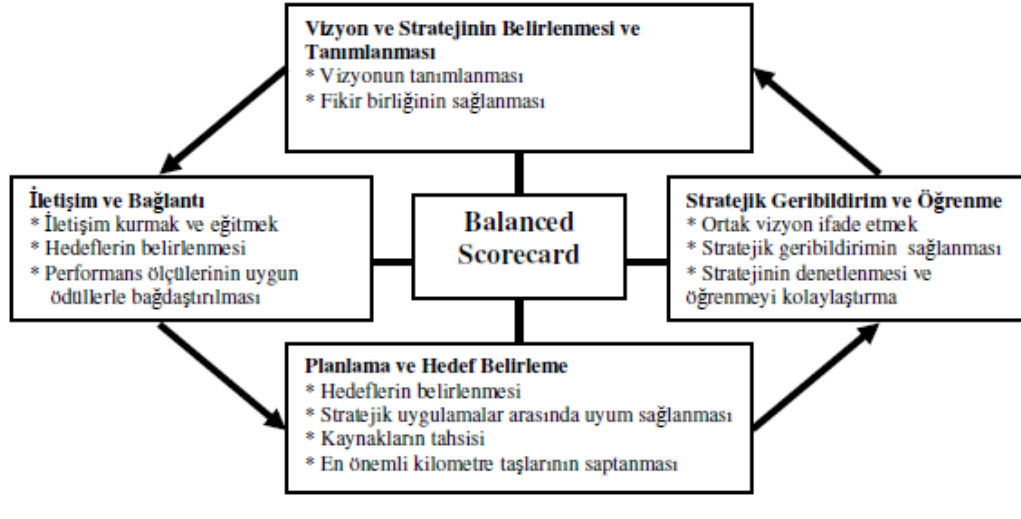 Vizyon ve Stratejinin Belirlenmesi ve
Tanımlanması
* Vizyonun tanımlanması
* Fikir birliğinin sağlanması
İletişim ve Bağlantı
* İletişim kurmak ve eğitmek
* Hedeflerin belirlenmesi
* Performans ölçülerinin uygun
ödüllerle bağdaştırılması
Balanced
Scorecard
Stratejik Geribildirim ve Öğrenme
* Ortak vizyon ifade etmek
* Stratejik geribildirimin sağlanması
* Stratejinin denetlenmesi ve
öğrenmeyi kolaylaştırma
Planlama ve Hedef Belirleme
* Hedeflerin belirlenmesi
* Stratejik uygulamalar arasında uyum sağlanması
* Kaynakların tahsisi
* En önemli kilometre taşlarının saptanması